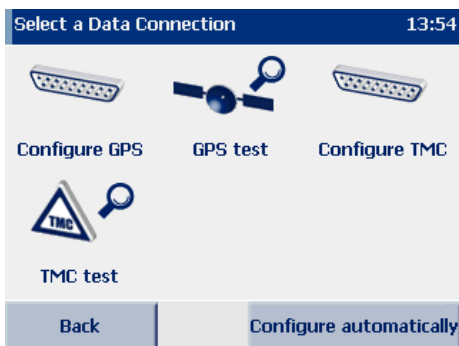 Select a Data Connection 13:54
Configure GPS GPS test Configure TMC
TMC
TMC test
Back Configure automatically